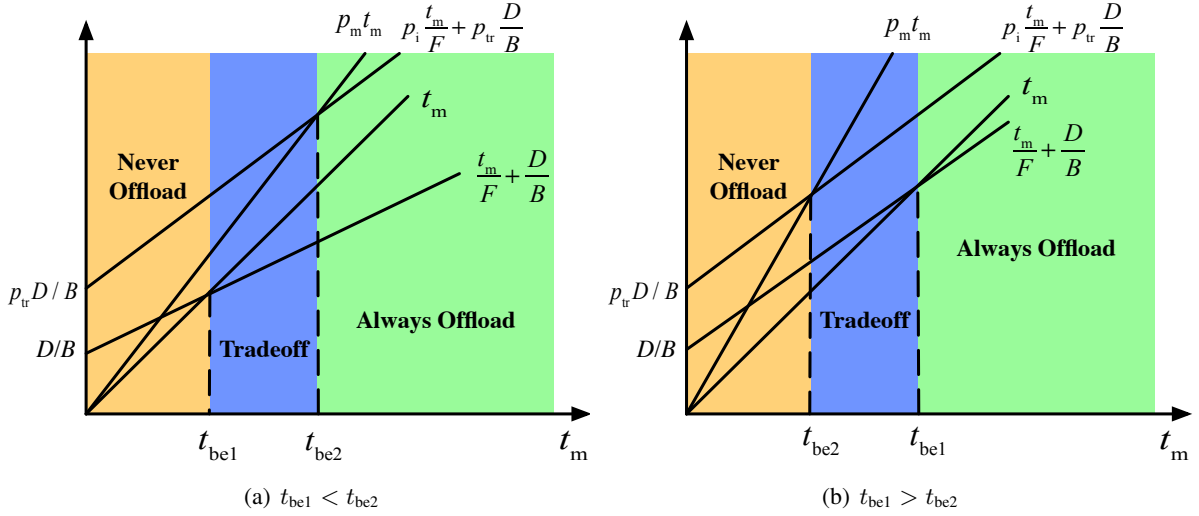 p_m t_m
p_i t_m/F + p_tr D/B
t_m
t_m/F + D/B
Never
Offload
p_tr D / B
D/B
Tradeoff
Always Offload
t_be1
t_be2
t_m
(a) t_be1 < t_be2
p_m t_m
p_i t_m/F + p_tr D/B
t_m
t_m/F + D/B
Never
Offload
Always Offload
p_tr D / B
D/B
Tradeoff
t_be2
t_be1
t_m
(b) t_be1 > t_be2